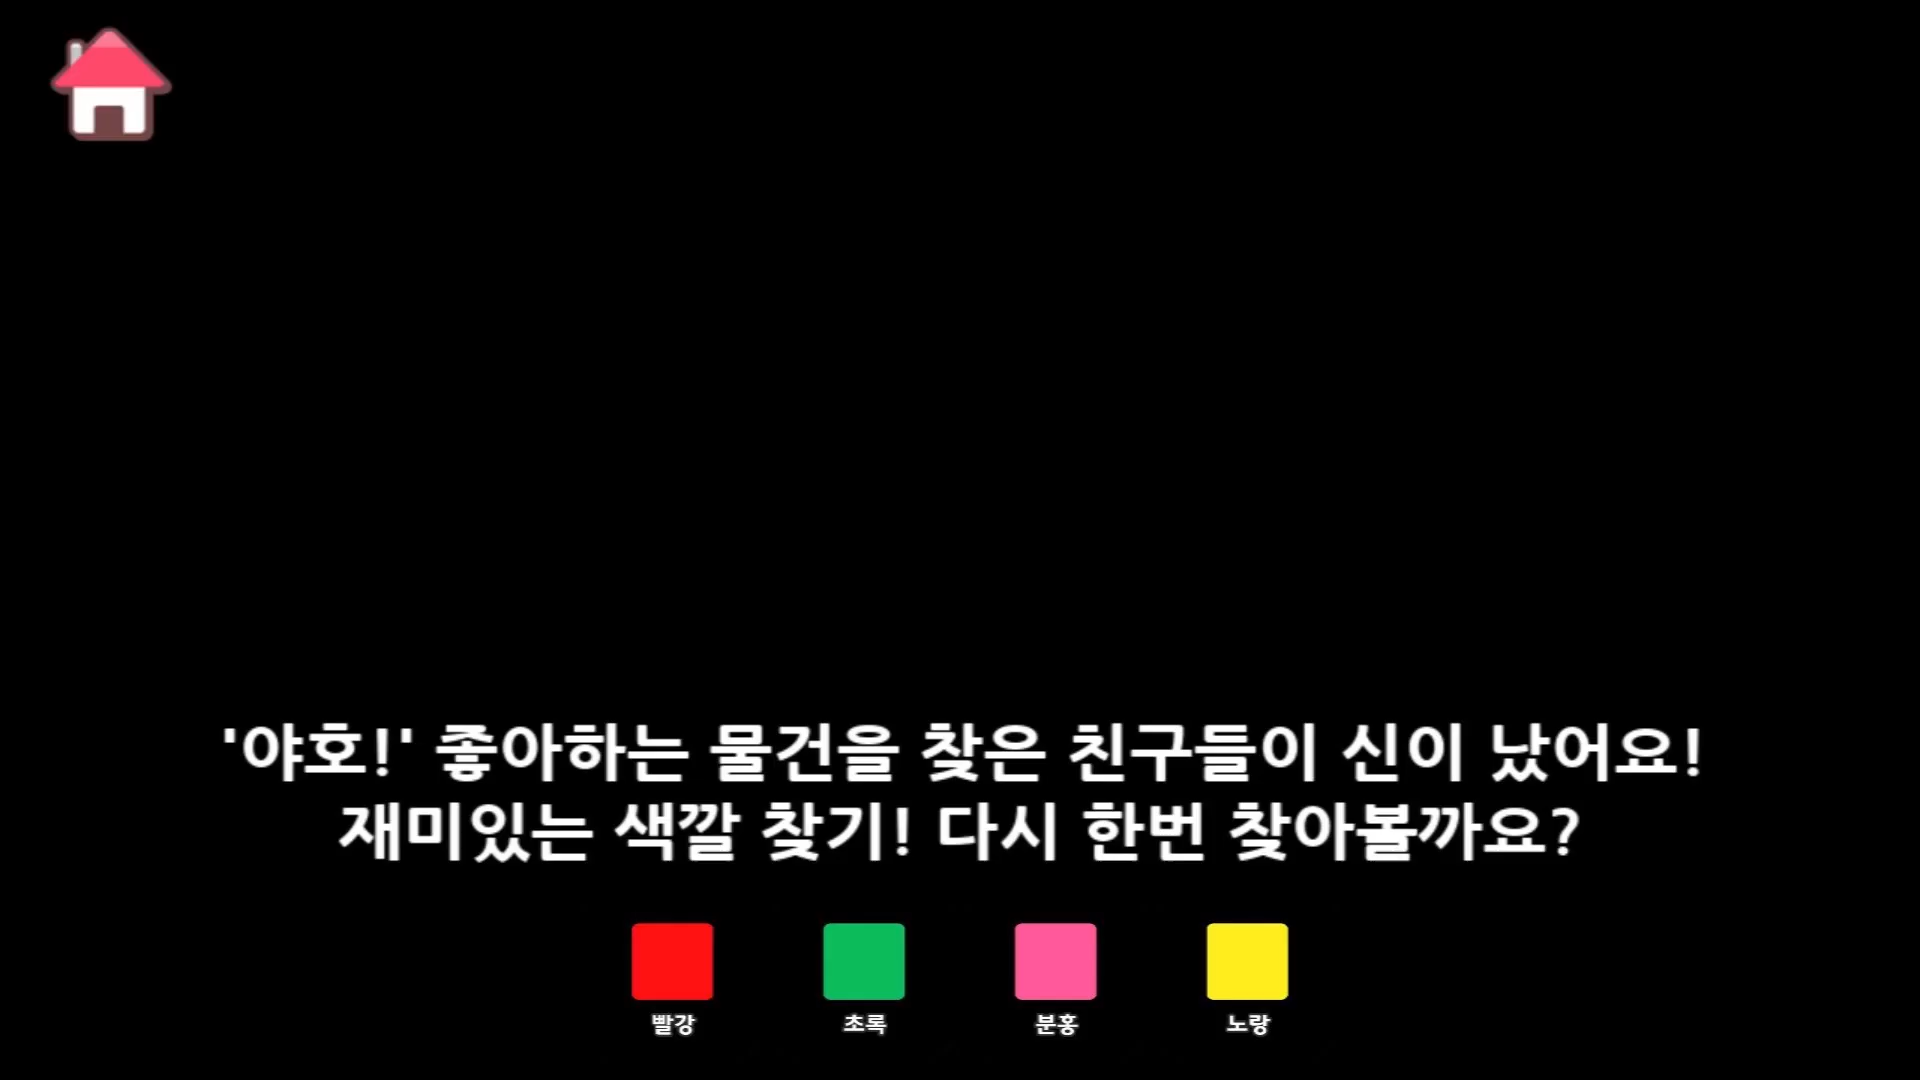 '야호!' 좋아하는 물건을 찾은 친구들이 신이 났어요!
재미있는 색깔 찾기! 다시 한번 찾아볼까요?
빨강 초록 분홍 노랑